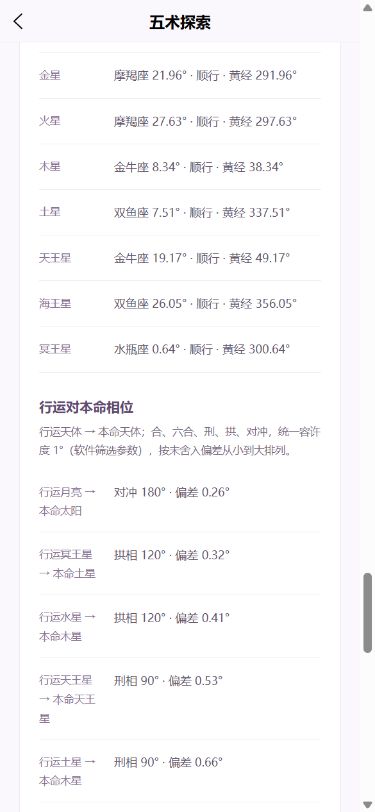 五术探索
金星 摩羯座 21.96° · 顺行 · 黄经 291.96°
火星 摩羯座 27.63° · 顺行 · 黄经 297.63°
木星 金牛座 8.34° · 顺行 · 黄经 38.34°
土星 双鱼座 7.51° · 顺行 · 黄经 337.51°
天王星 金牛座 19.17° · 顺行 · 黄经 49.17°
海王星 双鱼座 26.05° · 顺行 · 黄经 356.05°
冥王星 水瓶座 0.64° · 顺行 · 黄经 300.64°
行运对本命相位
行运天体 → 本命天体；合、六合、刑、拱、对冲，统一容许
度 1°（软件筛选参数），按未舍入偏差从小到大排列。
行运月亮 → 对冲 180° · 偏差 0.26°
本命太阳
行运冥王星 拱相 120° · 偏差 0.32°
→ 本命土星
行运水星 → 拱相 120° · 偏差 0.41°
本命木星
行运天王星 刑相 90° · 偏差 0.53°
→ 本命天王
星
行运土星 → 刑相 90° · 偏差 0.66°
本命木星